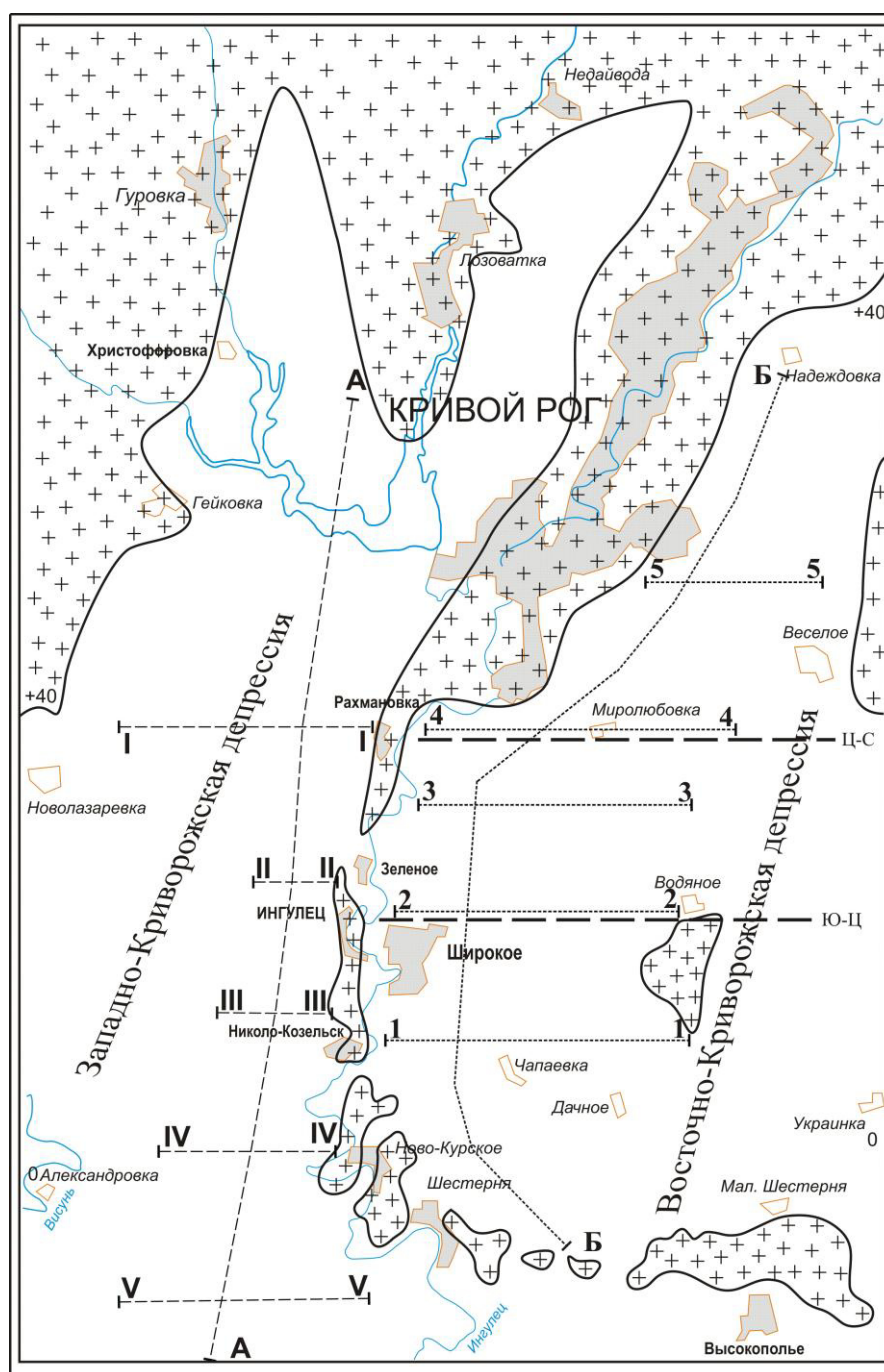 Недайвода
Гуровка
Лозоватка
+40
Христофоровка
А
Б
Надеждовка
КРИВОЙ РОГ
Гейковка
5
5
Веселое
+40
Рахмановка
Миролюбовка
I
I
4
4
Ц-С
Новолазаревка
3
3
Западно-Криворожская депрессия
Восточно-Криворожская депрессия
II
II
Зеленое
Водяное
ИНГУЛЕЦ
2
2
Ю-Ц
Широкое
III
III
Николо-Козельск
1
1
Чапаевка
Дачное
Украинка
0
IV
IV
Ново-Курское
0
Александровка
Висунь
Шестерня
Мал. Шестерня
Б
V
V
Ингулец
Высокополье
А